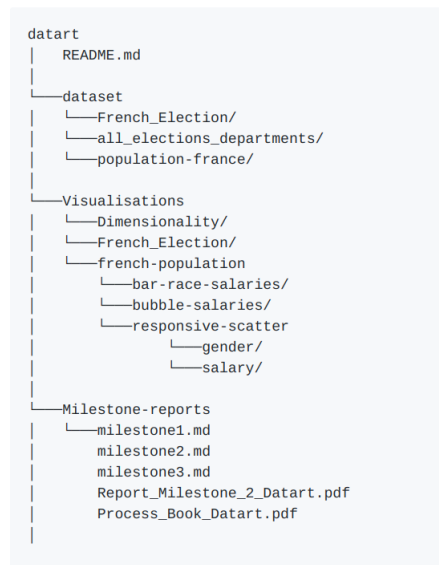 datart
│   README.md
│
└───dataset
│   └───French_Election/
│   └───all_elections_departments/
│   └───population-france/
│
└───Visualisations
│   └───Dimensionality/
│   └───French_Election/
│   └───french-population
│       └───bar-race-salaries/
│       └───bubble-salaries/
│       └───responsive-scatter
│               └───gender/
│               └───salary/
│
└───Milestone-reports
│   └───milestone1.md
│       milestone2.md
│       milestone3.md
│       Report_Milestone_2_Datart.pdf
│       Process_Book_Datart.pdf
│